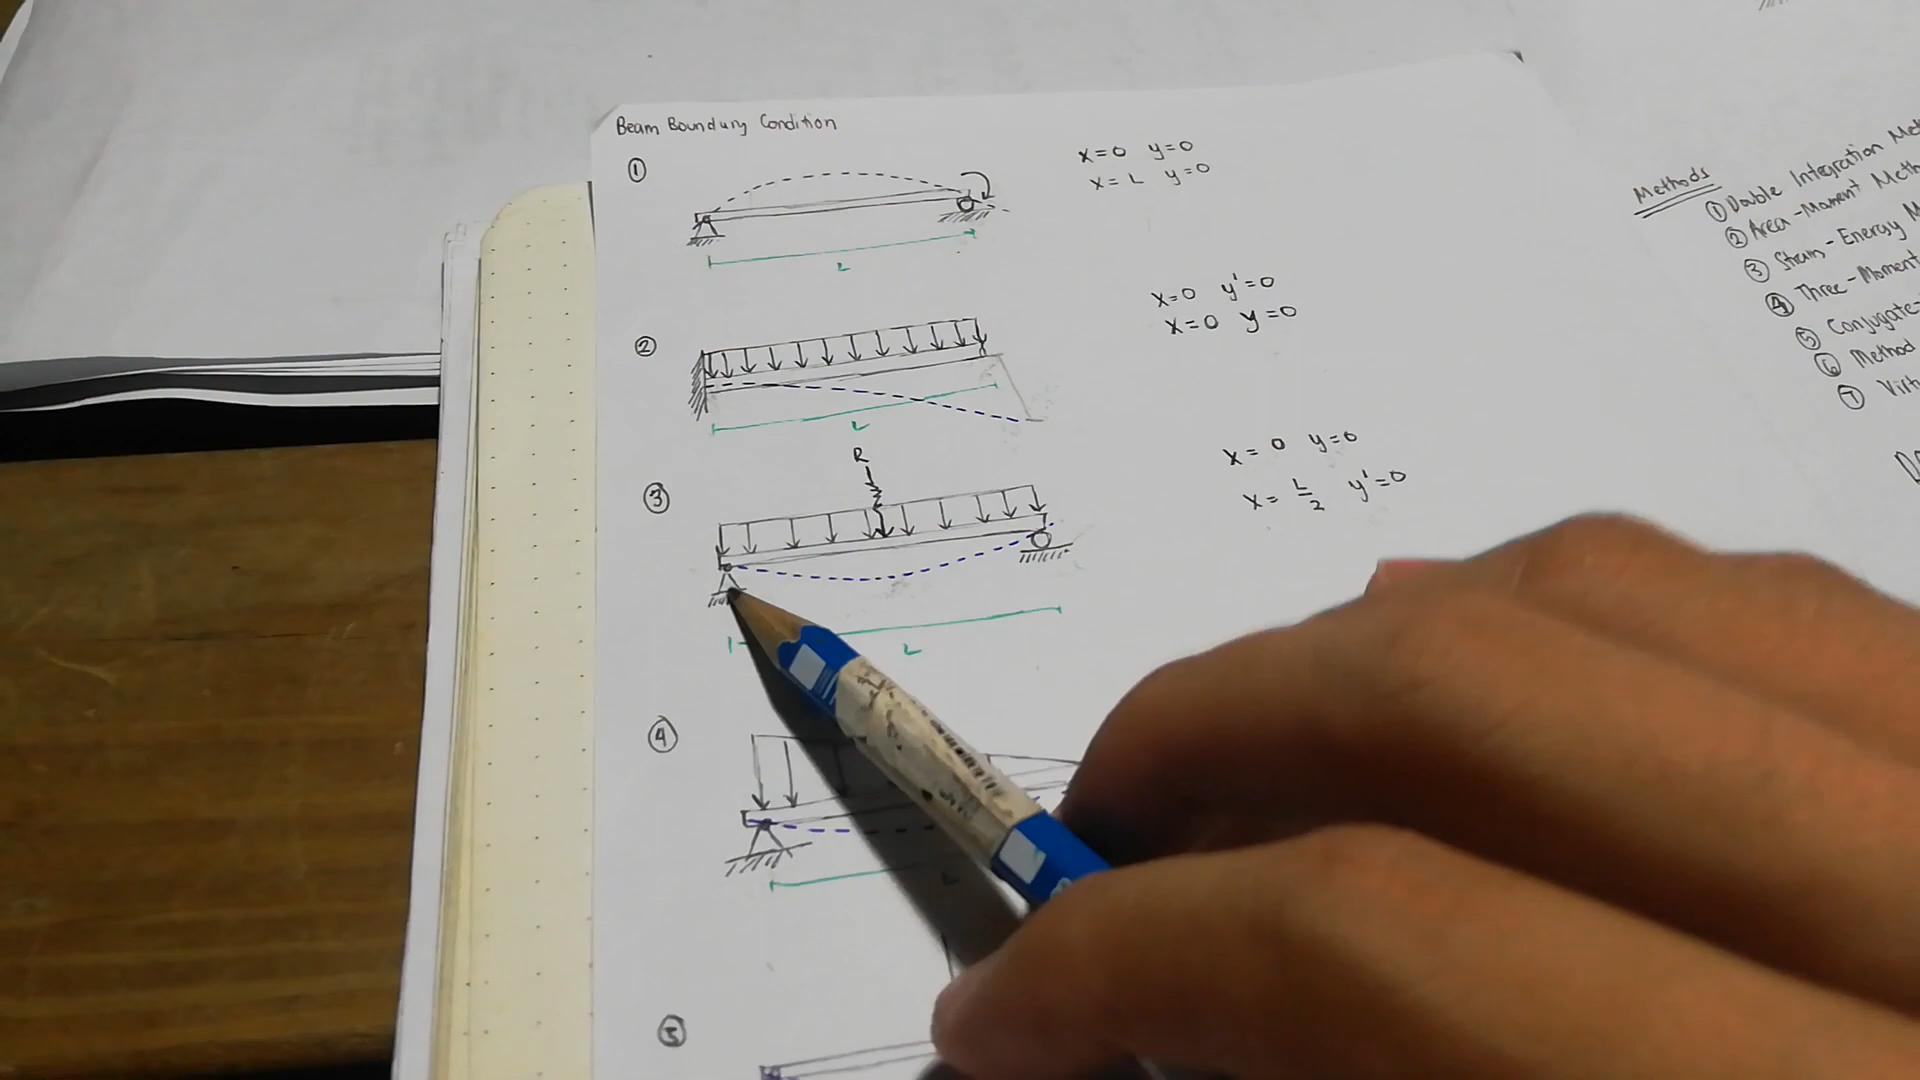 Beam Boundury Condition
①
x=0 y=0
x=L y=0
L
②
x=0 y'=0
x=0 y=0
L
③
R
x=0 y=0
x=L/2 y'=0
L
④
L
⑤
Methods
① Double Integration
② Area-Moment
③ Strain-Energy
④ Three-Moment
⑤ Conjugate-
⑥ Method
⑦